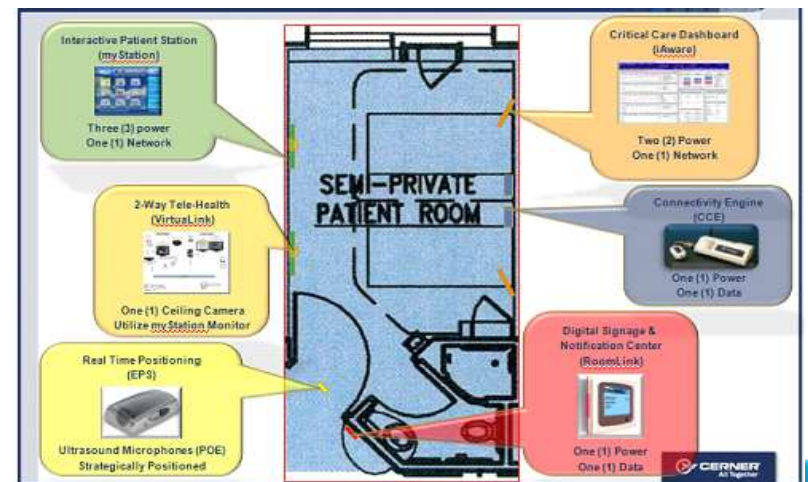 Interactive Patient Station
(myStation)
Three (3) power
One (1) Network
2-Way Tele-Health
(VirtuaLink)
One (1) Ceiling Camera
Utilize myStation Monitor
Real Time Positioning
(EPS)
Ultrasound Microphones (POE)
Strategically Positioned
SEMI-PRIVATE
PATIENT ROOM
Critical Care Dashboard
(iAware)
Two (2) Power
One (1) Network
Connectivity Engine
(CCE)
One (1) Power
One (1) Data
Digital Signage &
Notification Center
(RoomLink)
One (1) Power
One (1) Data
CERNER
All Together